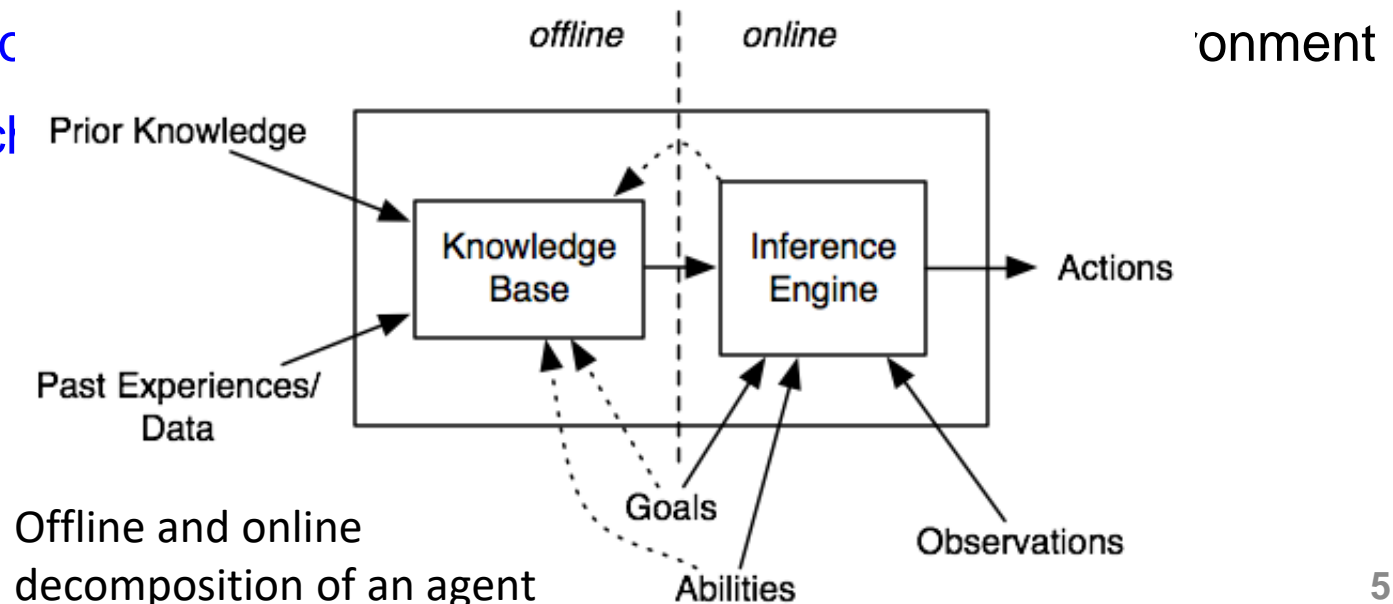 offline
online
Prior Knowledge
Knowledge
Base
Inference
Engine
Actions
Past Experiences/
Data
Goals
Abilities
Observations
Offline and online
decomposition of an agent
5